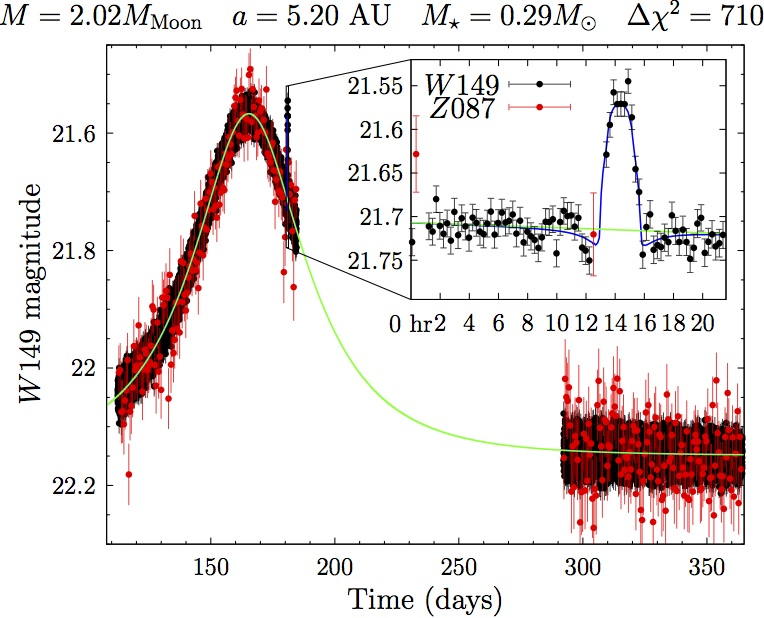 M = 2.02M_Moon a = 5.20 AU M⋆ = 0.29M⊙ Δχ² = 710
W149 magnitude
21.6
21.8
22
22.2
W149
Z087
21.55
21.6
21.65
21.7
21.75
0 hr 2 4 6 8 10 12 14 16 18 20
150 200 250 300 350
Time (days)